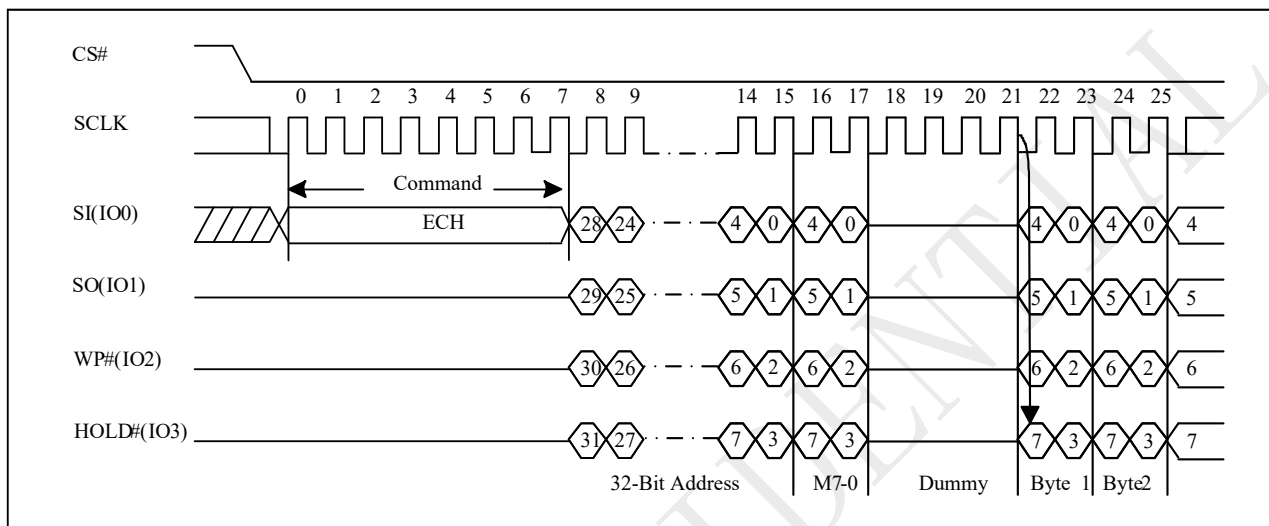 CS#
0 1 2 3 4 5 6 7 8 9 14 15 16 17 18 19 20 21 22 23 24 25
SCLK
Command
SI(IO0) ECH 28 24 4 0 4 0 4 0 4 0 4
SO(IO1) 29 25 5 1 5 1 5 1 5 1 5
WP#(IO2) 30 26 6 2 6 2 6 2 6 2 6
HOLD#(IO3) 31 27 7 3 7 3 7 3 7 3 7
32-Bit Address M7-0 Dummy Byte 1 Byte2